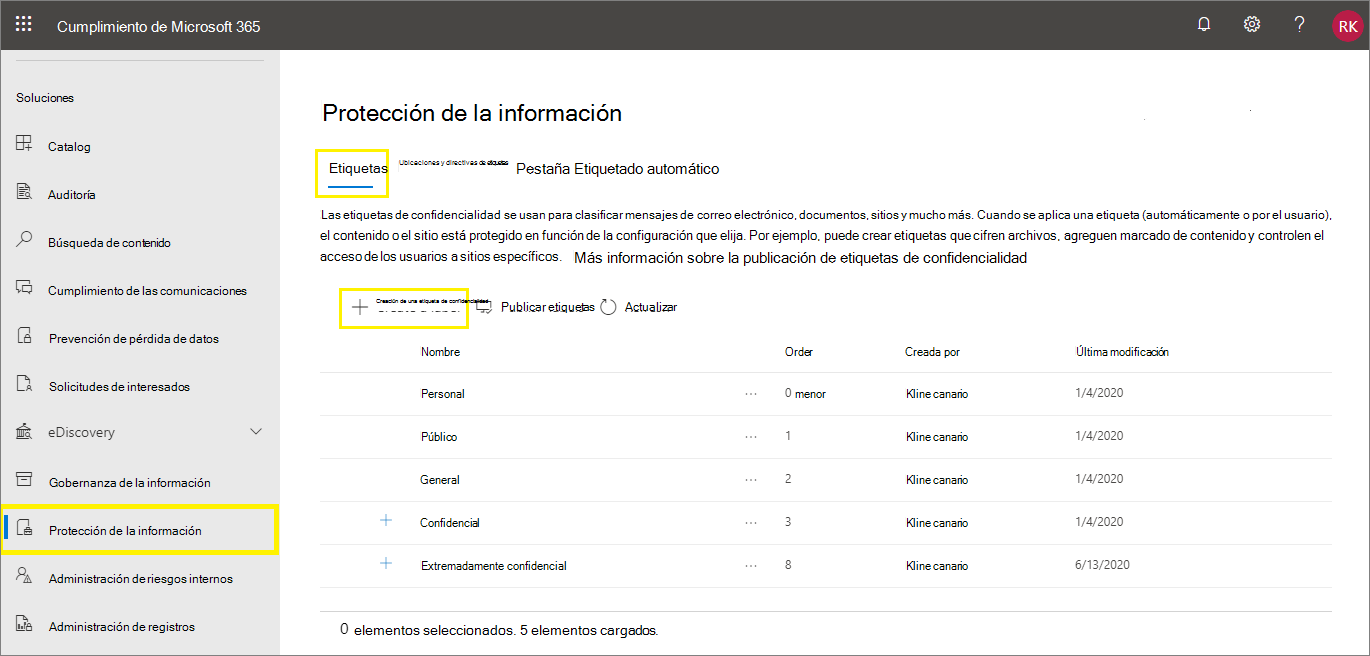 Cumplimiento de Microsoft 365
?
RK
Soluciones
Catalog
Auditoría
Búsqueda de contenido
Cumplimiento de las comunicaciones
Prevención de pérdida de datos
Solicitudes de interesados
eDiscovery
Gobernanza de la información
Protección de la información
Administración de riesgos internos
Administración de registros
Protección de la información
Etiquetas Ubicaciones y directivas de etiquetas Pestaña Etiquetado automático
Las etiquetas de confidencialidad se usan para clasificar mensajes de correo electrónico, documentos, sitios y mucho más. Cuando se aplica una etiqueta (automáticamente o por el usuario),
el contenido o el sitio está protegido en función de la configuración que elija. Por ejemplo, puede crear etiquetas que cifren archivos, agreguen marcado de contenido y controlen el
acceso de los usuarios a sitios específicos. Más información sobre la publicación de etiquetas de confidencialidad
Creación de una etiqueta de confidencialidad Publicar etiquetas Actualizar
Nombre Order Creada por Última modificación
Personal ... 0 menor Kline canario 1/4/2020
Público ... 1 Kline canario 1/4/2020
General ... 2 Kline canario 1/4/2020
+ Confidencial ... 3 Kline canario 1/4/2020
+ Extremadamente confidencial ... 8 Kline canario 6/13/2020
0 elementos seleccionados. 5 elementos cargados.